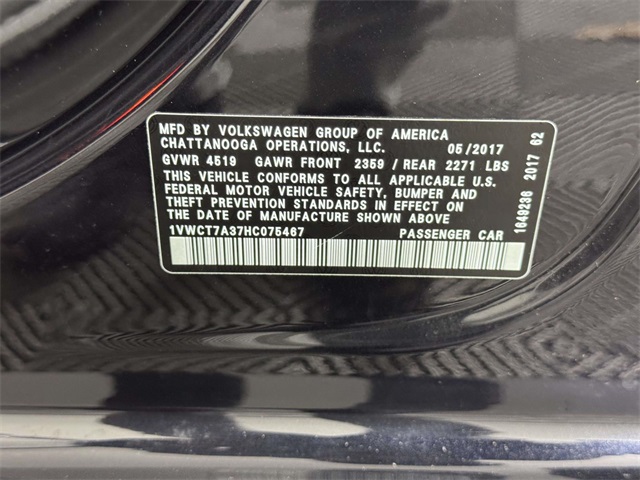 MFD BY VOLKSWAGEN GROUP OF AMERICA
CHATTANOOGA OPERATIONS, LLC. 05/2017
GVWR 4519 GAWR FRONT 2359 / REAR 2271 LBS
THIS VEHICLE CONFORMS TO ALL APPLICABLE U.S.
FEDERAL MOTOR VEHICLE SAFETY, BUMPER AND
THEFT PREVENTION STANDARDS IN EFFECT ON
THE DATE OF MANUFACTURE SHOWN ABOVE
1VWCT7A37HC075467 PASSENGER CAR
1649236 2017 62